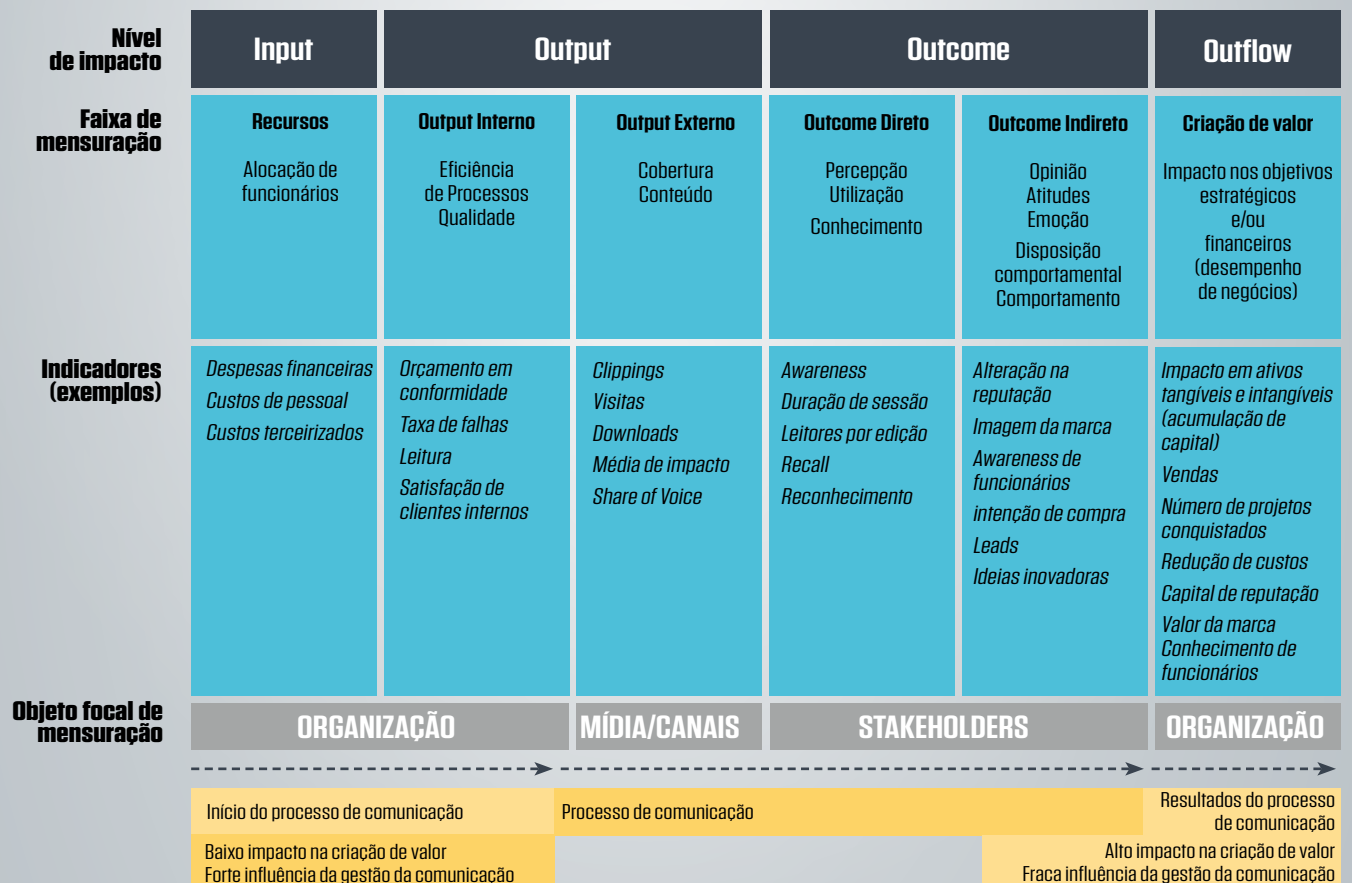 Nível
de impacto
Input
Output
Outcome
Outflow
Faixa de
mensuração
Recursos
Alocação de
funcionários
Output Interno
Eficiência
de Processos
Qualidade
Output Externo
Cobertura
Conteúdo
Outcome Direto
Percepção
Utilização
Conhecimento
Outcome Indireto
Opinião
Atitudes
Emoção
Disposição
comportamental
Comportamento
Criação de valor
Impacto nos objetivos
estratégicos
e/ou
financeiros
(desempenho
de negócios)
Indicadores
(exemplos)
Despesas financeiras
Custos de pessoal
Custos terceirizados
Orçamento em
conformidade
Taxa de falhas
Leitura
Satisfação de
clientes internos
Clippings
Visitas
Downloads
Média de impacto
Share of Voice
Awareness
Duração de sessão
Leitores por edição
Recall
Reconhecimento
Alteração na
reputação
Imagem da marca
Awareness de
funcionários
intenção de compra
Leads
Ideias inovadoras
Impacto em ativos
tangíveis e intangíveis
(acumulação de
capital)
Vendas
Número de projetos
conquistados
Redução de custos
Capital de reputação
Valor da marca
Conhecimento de
funcionários
Objeto focal de
mensuração
ORGANIZAÇÃO
MÍDIA/CANAIS
STAKEHOLDERS
ORGANIZAÇÃO
Início do processo de comunicação
Processo de comunicação
Resultados do processo
de comunicação
Baixo impacto na criação de valor
Forte influência da gestão da comunicação
Alto impacto na criação de valor
Fraca influência da gestão da comunicação